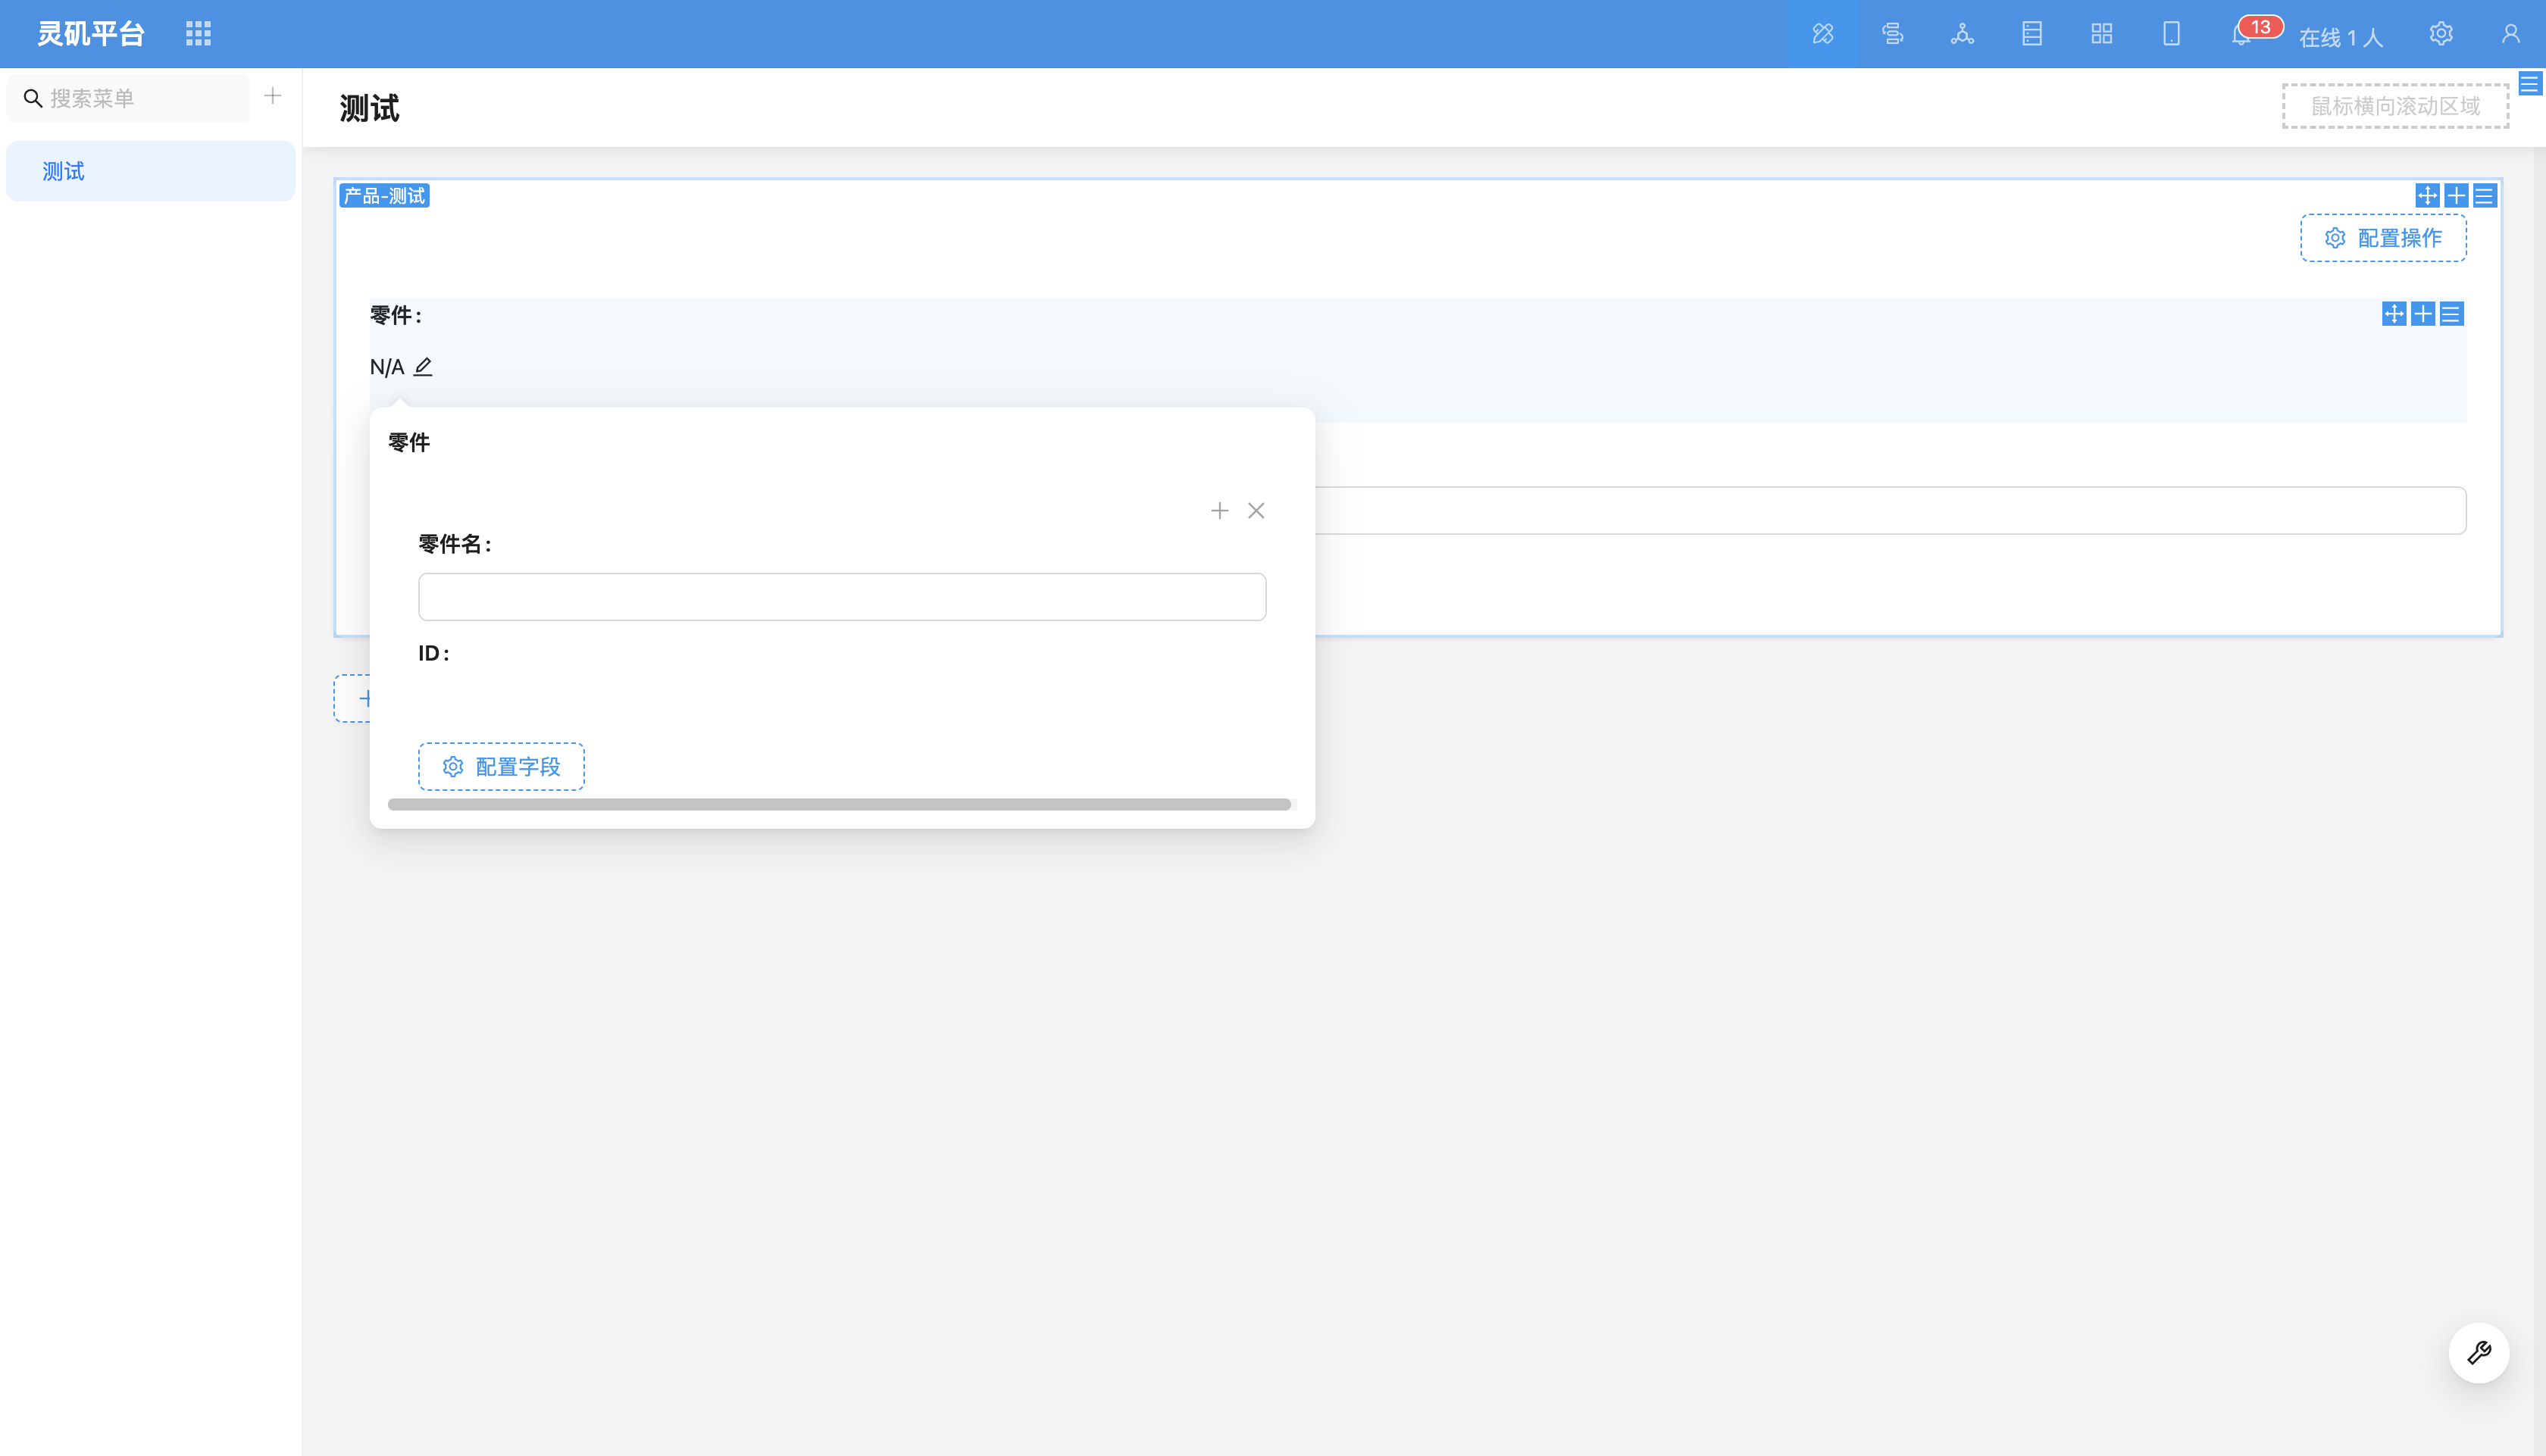 灵矶平台
13
在线 1 人
搜索菜单
测试
测试
鼠标横向滚动区域
产品-测试
配置操作
零件：
N/A
零件
零件名：
ID：
配置字段